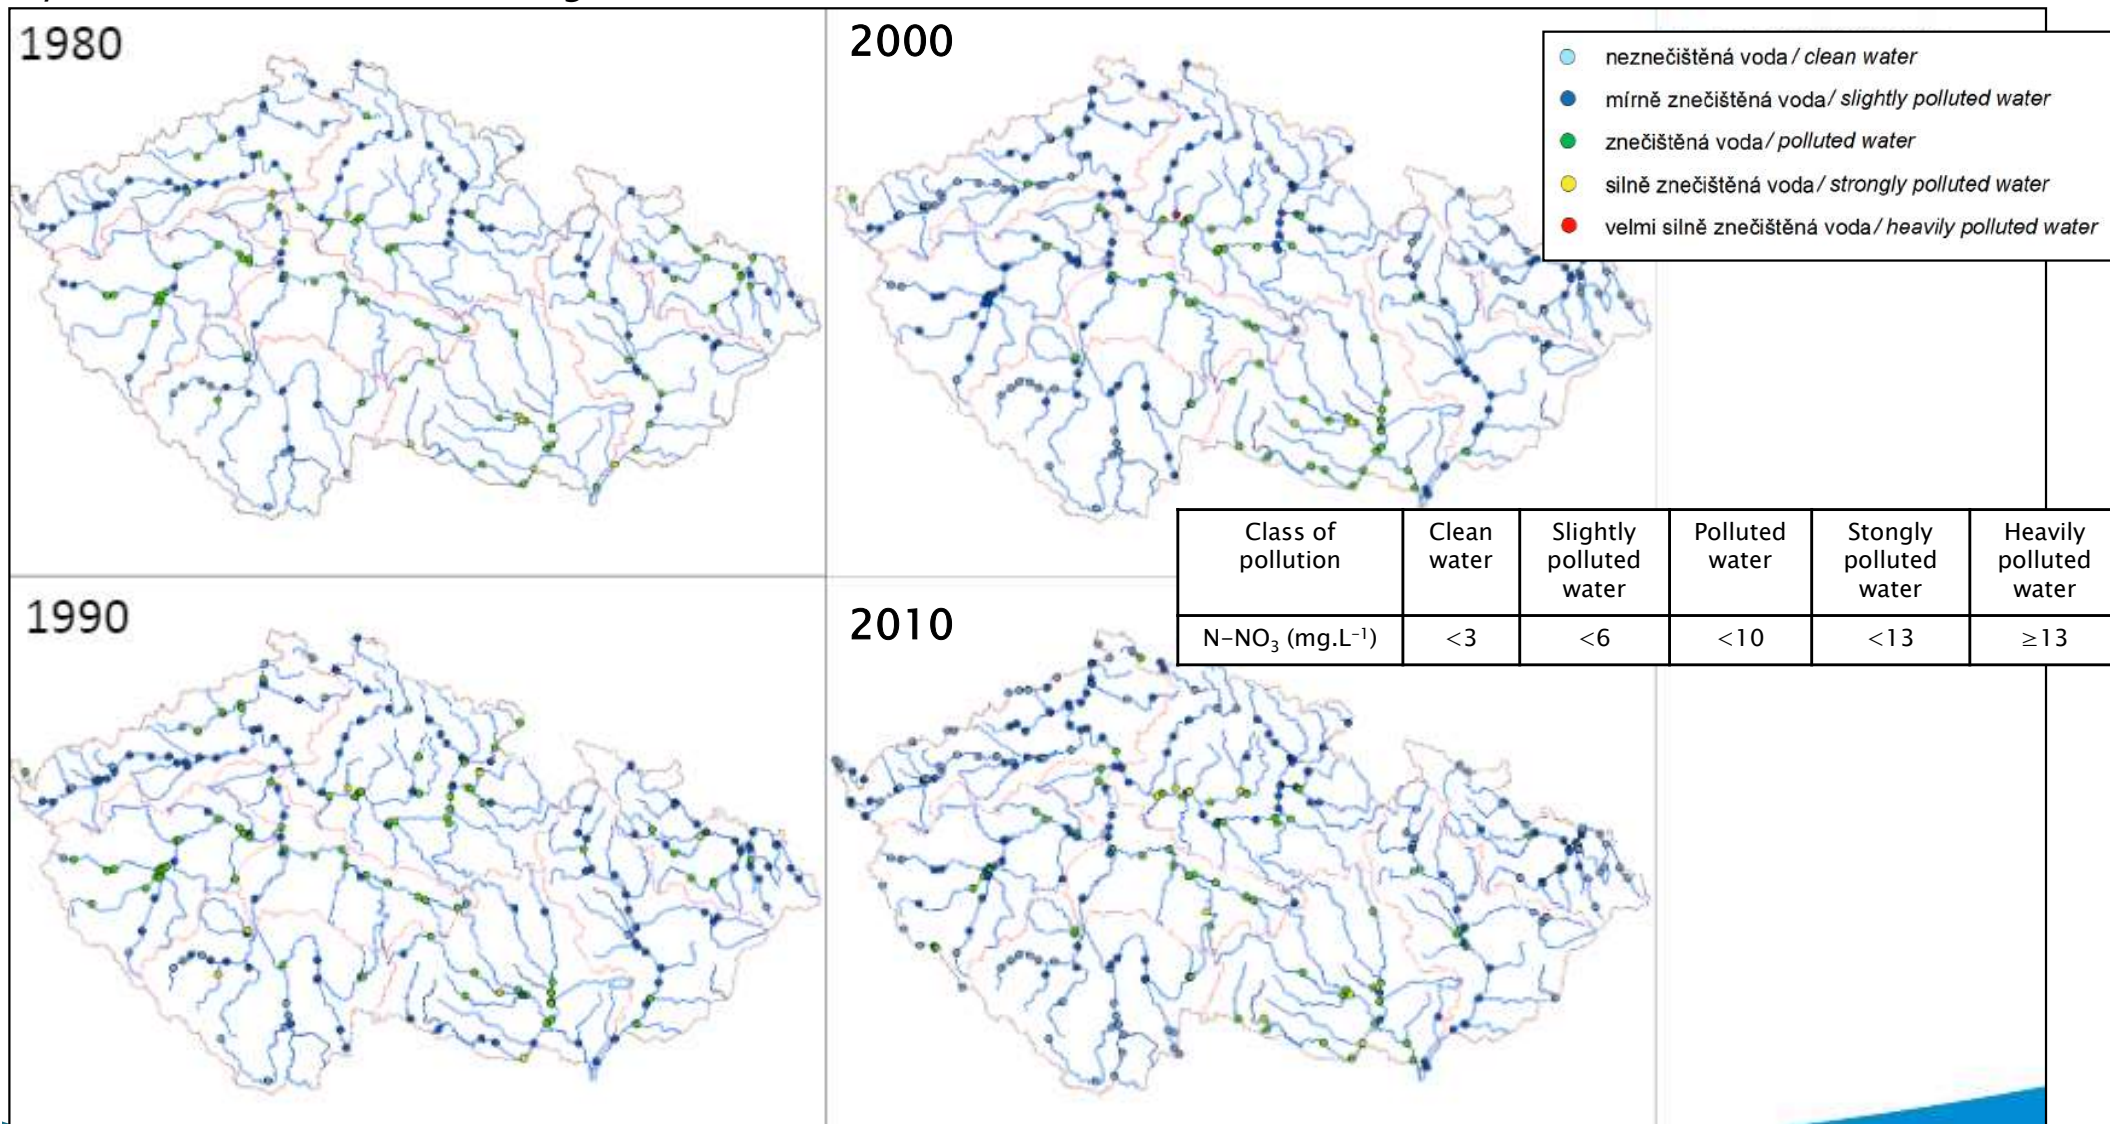 1980
2000
neznečištěná voda / clean water
mírně znečištěná voda / slightly polluted water
znečištěná voda / polluted water
silně znečištěná voda / strongly polluted water
velmi silně znečištěná voda / heavily polluted water
Class of pollution
Clean water
Slightly polluted water
Polluted water
Stongly polluted water
Heavily polluted water
N-NO₃ (mg.L⁻¹)
<3
<6
<10
<13
≥13
1990
2010